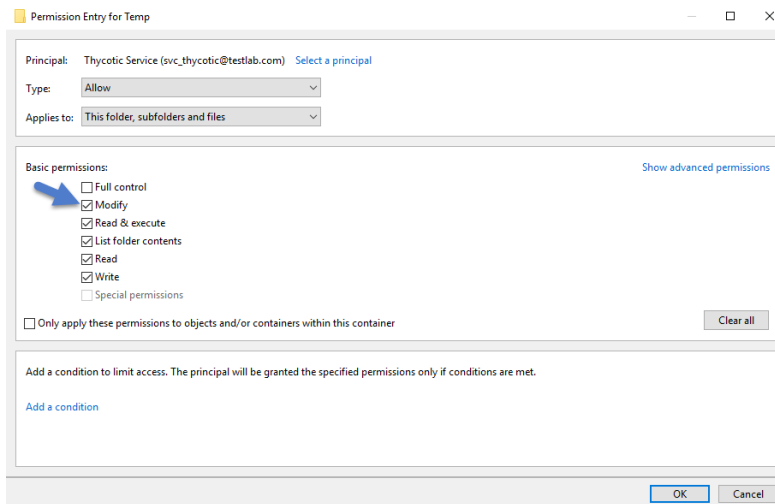 Permission Entry for Temp
Principal: Thycotic Service (svc_thycotic@testlab.com) Select a principal
Type: Allow
Applies to: This folder, subfolders and files
Basic permissions: Show advanced permissions
Full control
Modify
Read & execute
List folder contents
Read
Write
Special permissions
Only apply these permissions to objects and/or containers within this container Clear all
Add a condition to limit access. The principal will be granted the specified permissions only if conditions are met.
Add a condition
OK Cancel